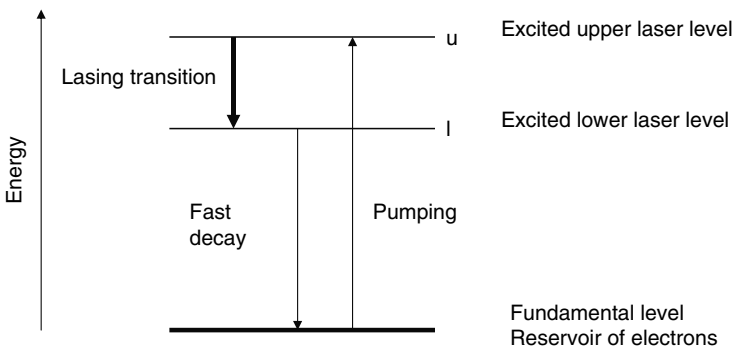 u
Excited upper laser level
Lasing transition
l
Excited lower laser level
Energy
Fast
decay
Pumping
Fundamental level
Reservoir of electrons